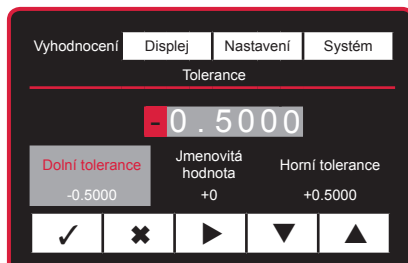 Vyhodnocení Displej Nastavení Systém
Tolerance
-0.5000
Dolní tolerance Jmenovitá hodnota Horní tolerance
-0.5000 +0 +0.5000